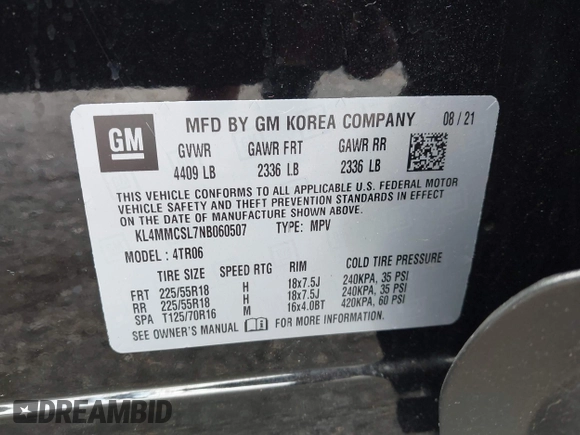 GM
MFD BY GM KOREA COMPANY 08 / 21
GVWR GAWR FRT GAWR RR
4409 LB 2336 LB 2336 LB
THIS VEHICLE CONFORMS TO ALL APPLICABLE U.S. FEDERAL MOTOR
VEHICLE SAFETY AND THEFT PREVENTION STANDARDS IN EFFECT
ON THE DATE OF MANUFACTURE SHOWN ABOVE.
KL4MMCSL7NB060507 TYPE: MPV
MODEL: 4TR06
TIRE SIZE SPEED RTG RIM COLD TIRE PRESSURE
FRT 225/55R18 H 18x7.5J 240KPA, 35 PSI
RR 225/55R18 H 18x7.5J 240KPA, 35 PSI
SPA T125/70R16 M 16x4.0BT 420KPA, 60 PSI
SEE OWNER'S MANUAL FOR MORE INFORMATION.
DREAMBID